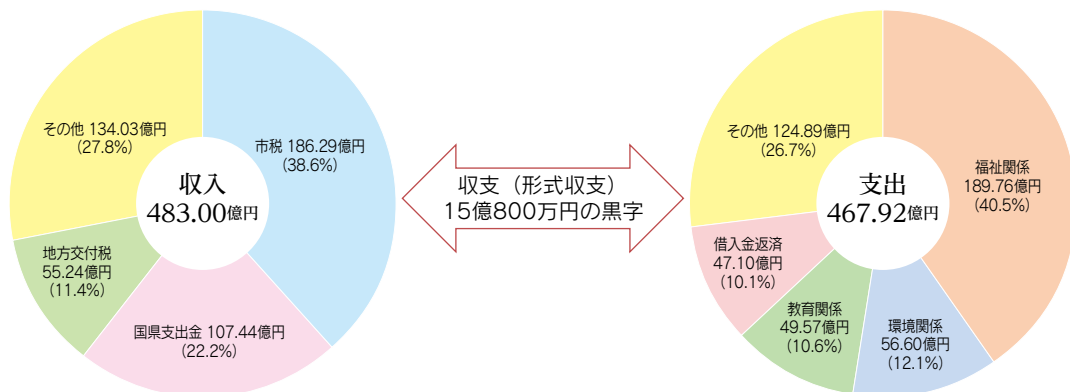 収入
483.00億円
市税 186.29億円
（38.6%）
国県支出金 107.44億円
（22.2%）
地方交付税
55.24億円
（11.4%）
その他 134.03億円
（27.8%）
収支（形式収支）
15億800万円の黒字
支出
467.92億円
福祉関係
189.76億円
（40.5%）
環境関係
56.60億円
（12.1%）
教育関係
49.57億円
（10.6%）
借入金返済
47.10億円
（10.1%）
その他 124.89億円
（26.7%）